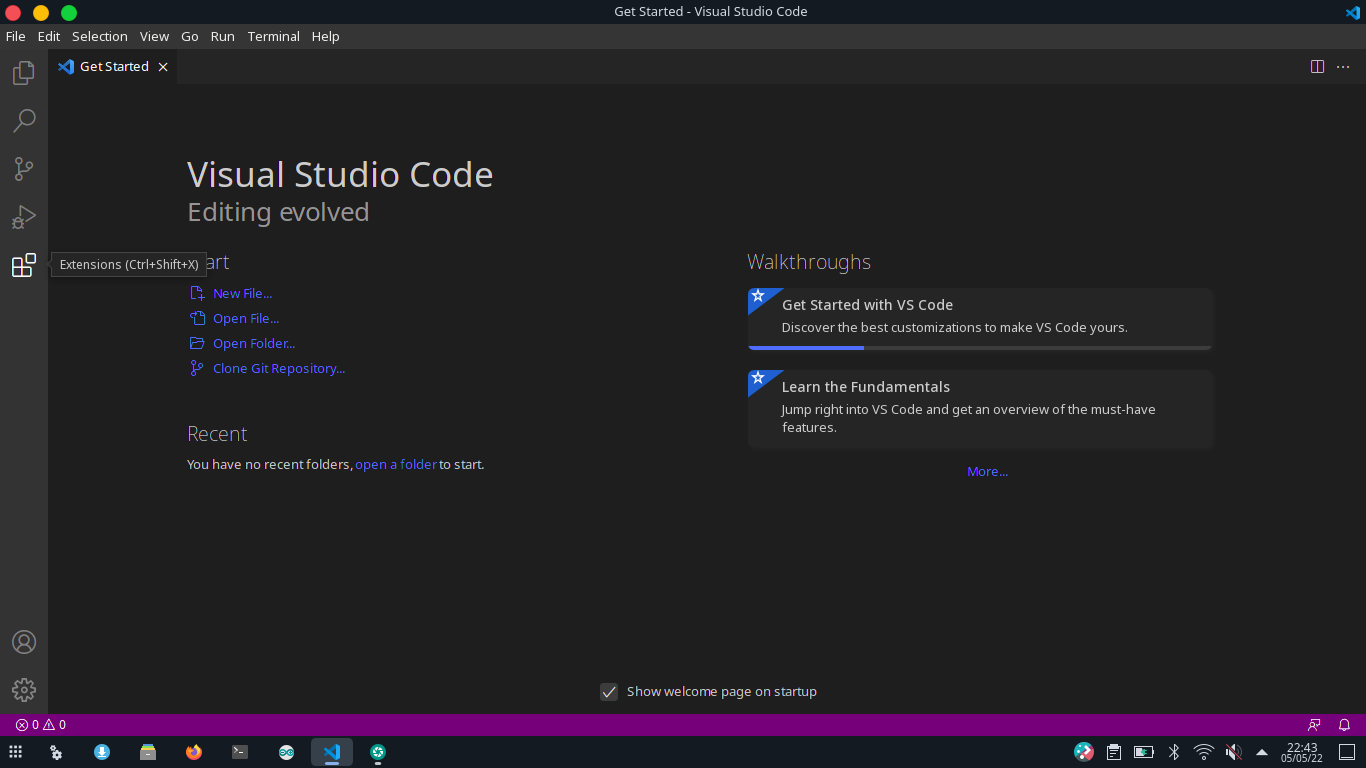 Get Started - Visual Studio Code
File Edit Selection View Go Run Terminal Help
Get Started
Visual Studio Code
Editing evolved
Extensions (Ctrl+Shift+X)
art
New File...
Open File...
Open Folder...
Clone Git Repository...
Recent
You have no recent folders, open a folder to start.
Walkthroughs
Get Started with VS Code
Discover the best customizations to make VS Code yours.
Learn the Fundamentals
Jump right into VS Code and get an overview of the must-have
features.
More...
Show welcome page on startup
0 0
22:43
05/05/22